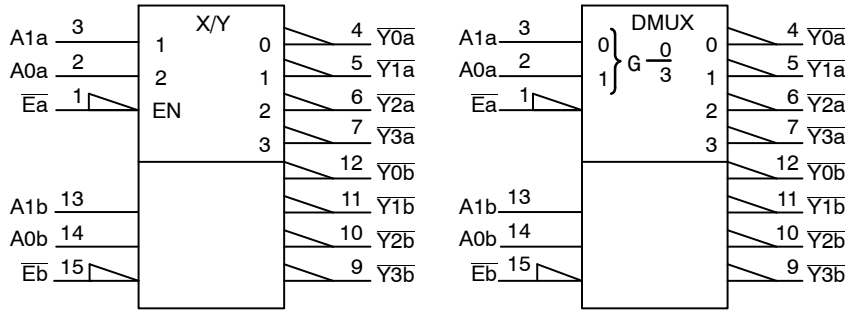 X/Y
A1a 3 1 0 4 Y0a
A0a 2 2 1 5 Y1a
Ea 1 EN 2 6 Y2a
3 7 Y3a
12 Y0b
A1b 13 11 Y1b
A0b 14 10 Y2b
Eb 15 9 Y3b
DMUX
A1a 3 0 } G 0/3 0 4 Y0a
A0a 2 1 1 5 Y1a
Ea 1 2 6 Y2a
3 7 Y3a
12 Y0b
A1b 13 11 Y1b
A0b 14 10 Y2b
Eb 15 9 Y3b